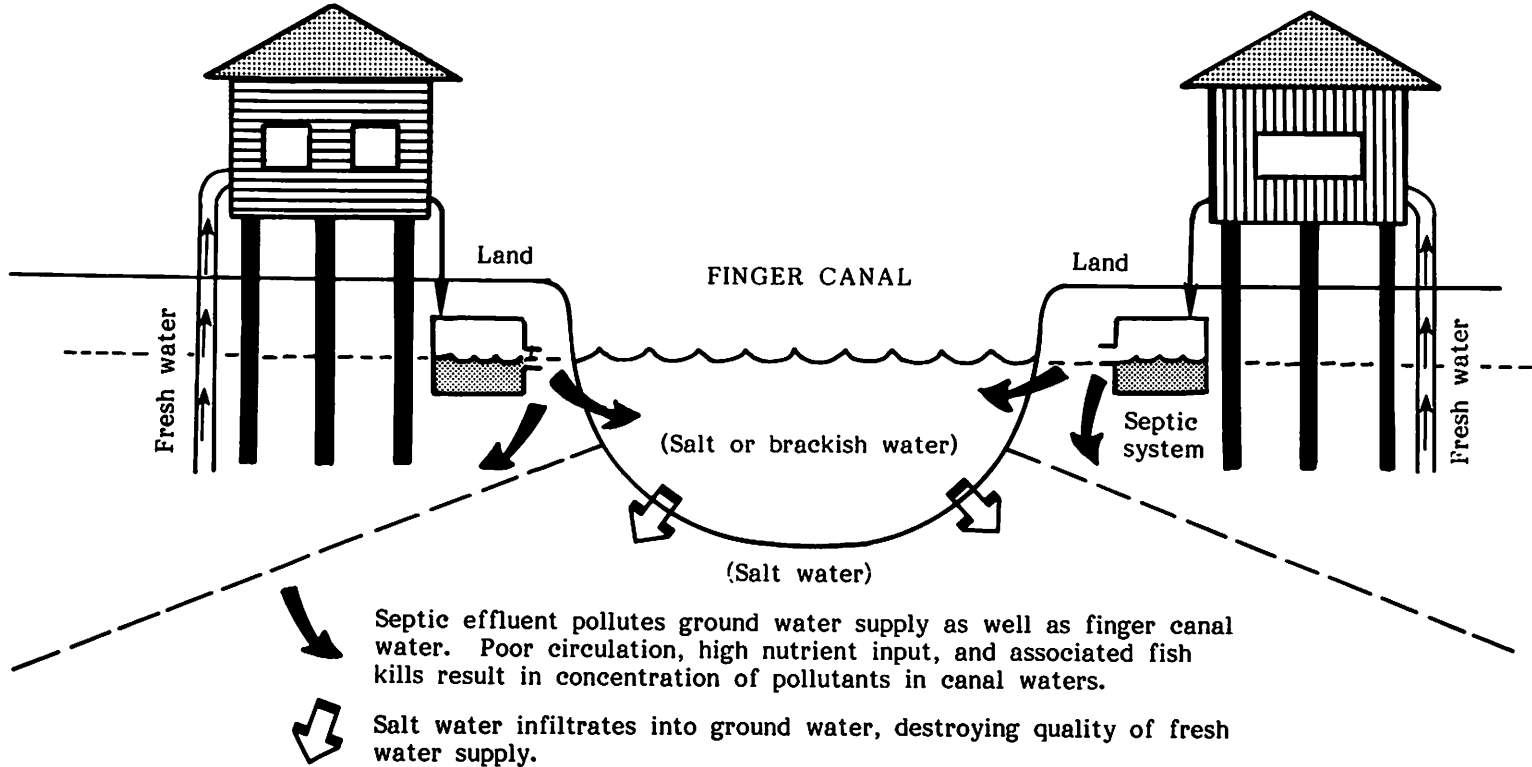 Land
FINGER CANAL
Land
Fresh water
Fresh water
(Salt or brackish water)
Septic
system
(Salt water)
Septic effluent pollutes ground water supply as well as finger canal
water. Poor circulation, high nutrient input, and associated fish
kills result in concentration of pollutants in canal waters.
Salt water infiltrates into ground water, destroying quality of fresh
water supply.